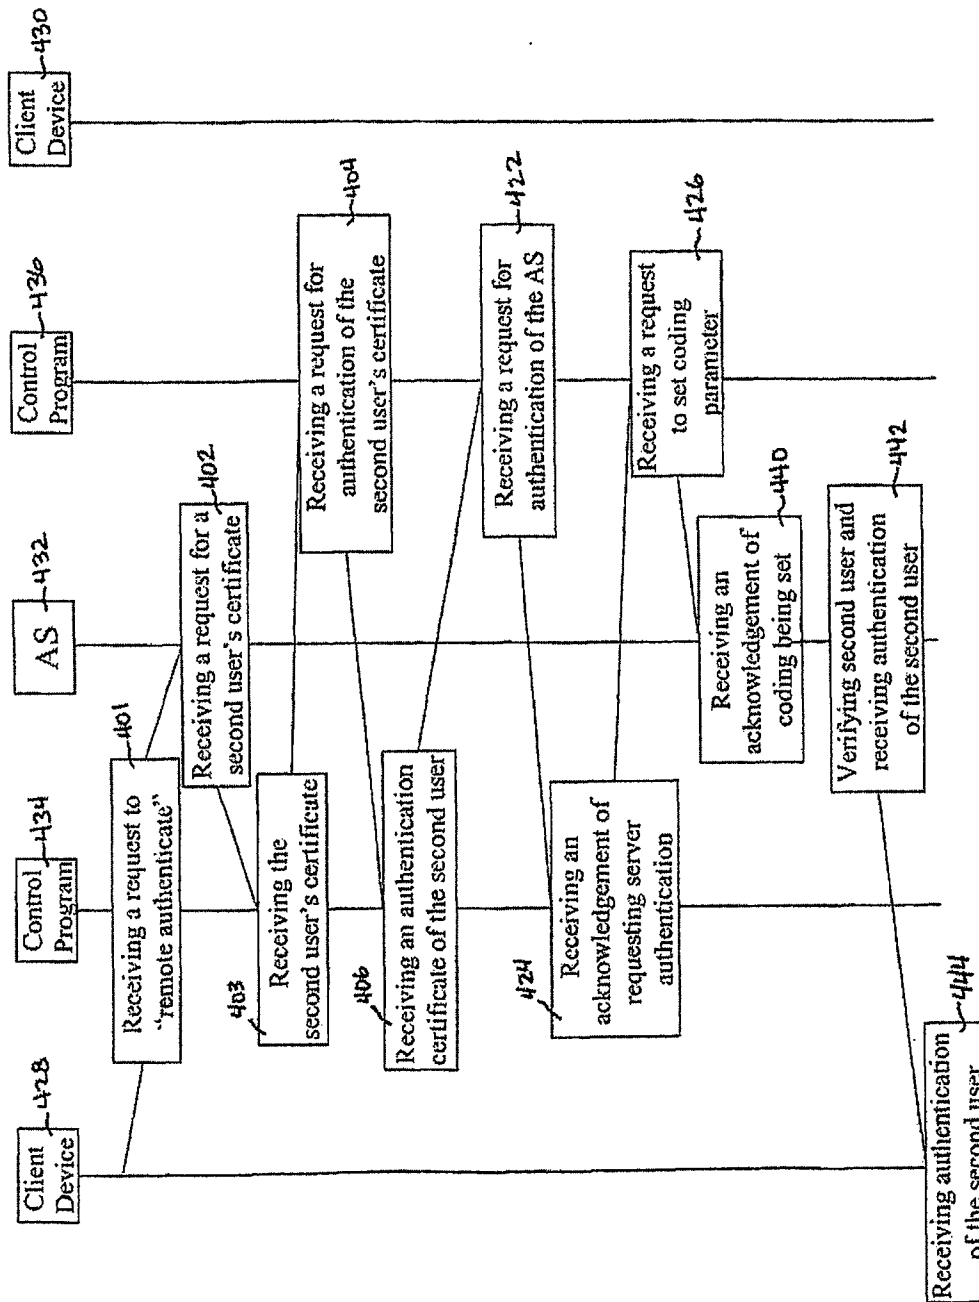 Client
Device
428
Control
Program
434
AS
432
Control
Program
436
Client
Device
430
Receiving a request to
"remote authenticate"
401
Receiving a request for a
second user's certificate
402
Receiving the
second user's certificate
403
Receiving a request for
authentication of the
second user's certificate
404
Receiving an authentication
certificate of the second user
406
Receiving a request for
authentication of the AS
422
Receiving an
acknowledgement of
requesting server
authentication
424
Receiving a request
to set coding
parameter
426
Receiving an
acknowledgement of
coding being set
440
Verifying second user and
receiving authentication
of the second user
442
Receiving authentication
of the second user
444